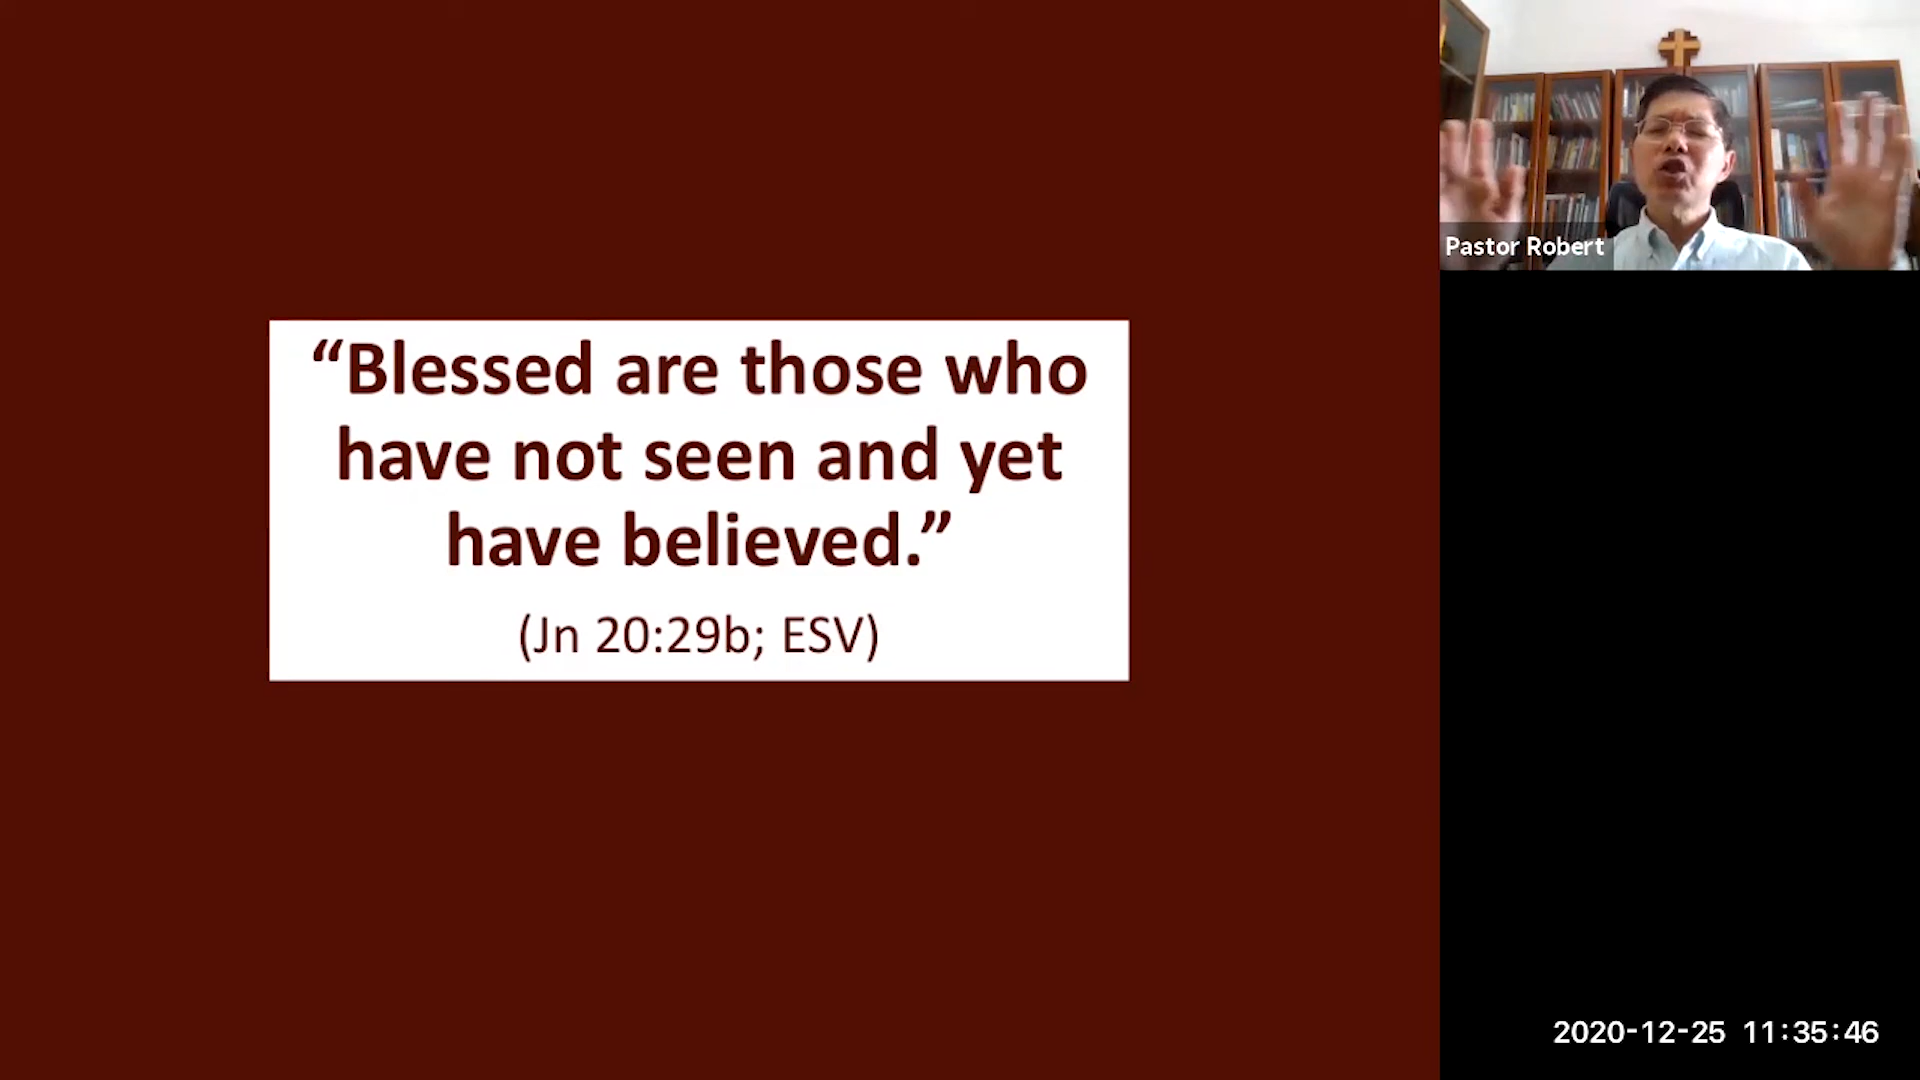 “Blessed are those who
have not seen and yet
have believed.”
(Jn 20:29b; ESV)
Pastor Robert
2020-12-25 11:35:46